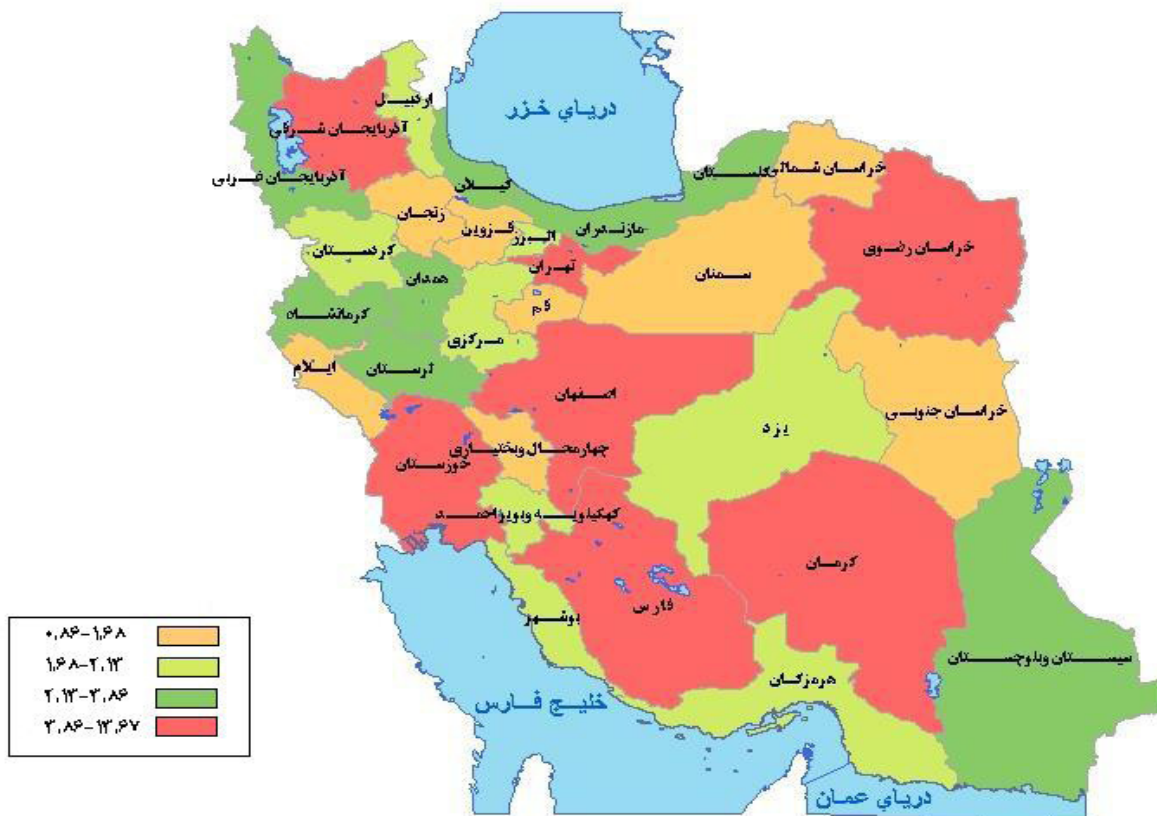 دریاي خزر
اردبیل
آذربایجان شرقی
آذربایجان غربی
گیلان
گلستان
خراسان شمالی
زنجان
قزوین
البرز
مازندران
خراسان رضوی
کردستان
تهران
سمنان
همدان
قم
کرمانشاه
مرکزی
ایلام
لرستان
اصفهان
خراسان جنوبی
یزد
چهارمحال وبختیاری
خوزستان
کهکیلویه وبویراحمد
کرمان
فارس
بوشهر
سیستان وبلوچستان
هرمزگان
خلیج فارس
دریاي عمان
۰,۸۶-۱,۶۸
۱,۶۸-۲,۱۳
۲,۱۳-۳,۸۶
۳,۸۶-۱۳,۶۷